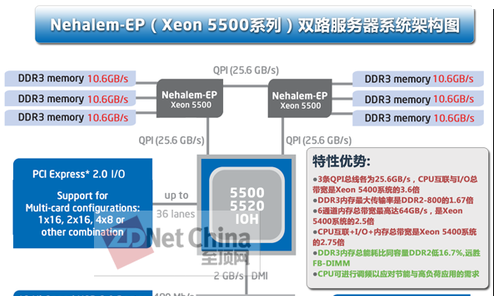 Nehalem-EP（Xeon 5500系列）双路服务器系统架构图
QPI (25.6 GB/s)
DDR3 memory 10.6GB/s
DDR3 memory 10.6GB/s
DDR3 memory 10.6GB/s
Nehalem-EP
Xeon 5500
Nehalem-EP
Xeon 5500
DDR3 memory 10.6GB/s
DDR3 memory 10.6GB/s
DDR3 memory 10.6GB/s
QPI (25.6 GB/s)
QPI (25.6 GB/s)
PCI Express* 2.0 I/O
Support for
Multi-card configurations:
1x16, 2x16, 4x8 or
other combination
up to
36 lanes
5500
5520
IOH
特性优势:
●3条QPI总线各为25.6GB/s，CPU互联与I/O总
带宽是Xeon 5400系统的3.6倍
●DDR3内存最大传输率是DDR2-800的1.67倍
●6通道内存总带宽最高达64GB/s，是Xeon
5400系统的2.5倍
●CPU互联+I/O+内存总带宽是Xeon 5400系
统的2.75倍
●DDR3内存总能耗比同容量DDR2低16.7%,远胜
FB-DIMM
●CPU可进行调频以应对节能与高负荷应用的需求
ZDNet China
至顶网
2 GB/s
DMI